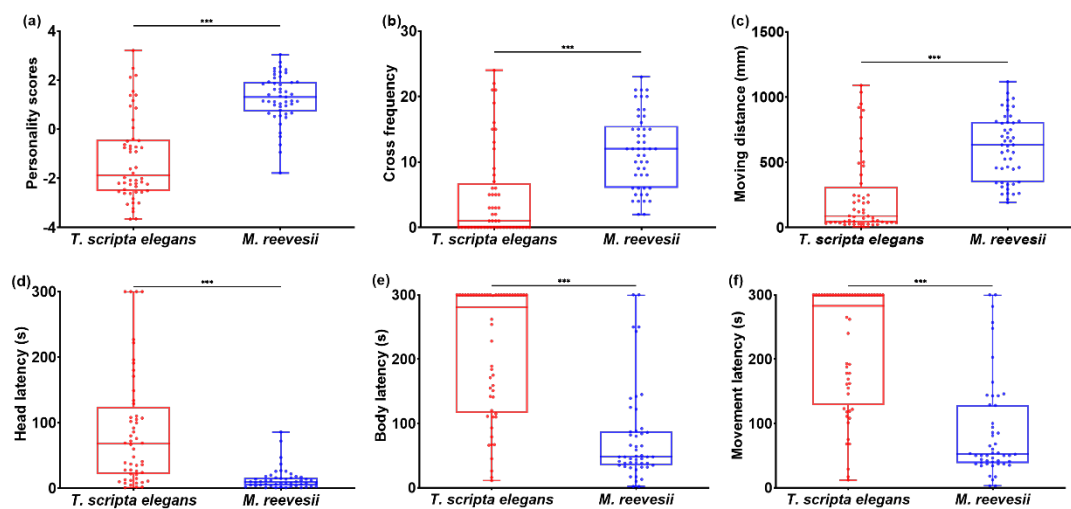 (a)
***
Personality scores
4
2
0
-2
-4
T. scripta elegans
M. reevesii
(b)
***
Cross frequency
30
20
10
0
T. scripta elegans
M. reevesii
(c)
***
Moving distance (mm)
1500
1000
500
0
T. scripta elegans
M. reevesii
(d)
***
Head latency (s)
300
200
100
0
T. scripta elegans
M. reevesii
(e)
***
Body latency (s)
300
200
100
0
T. scripta elegans
M. reevesii
(f)
***
Movement latency (s)
300
200
100
0
T. scripta elegans
M. reevesii